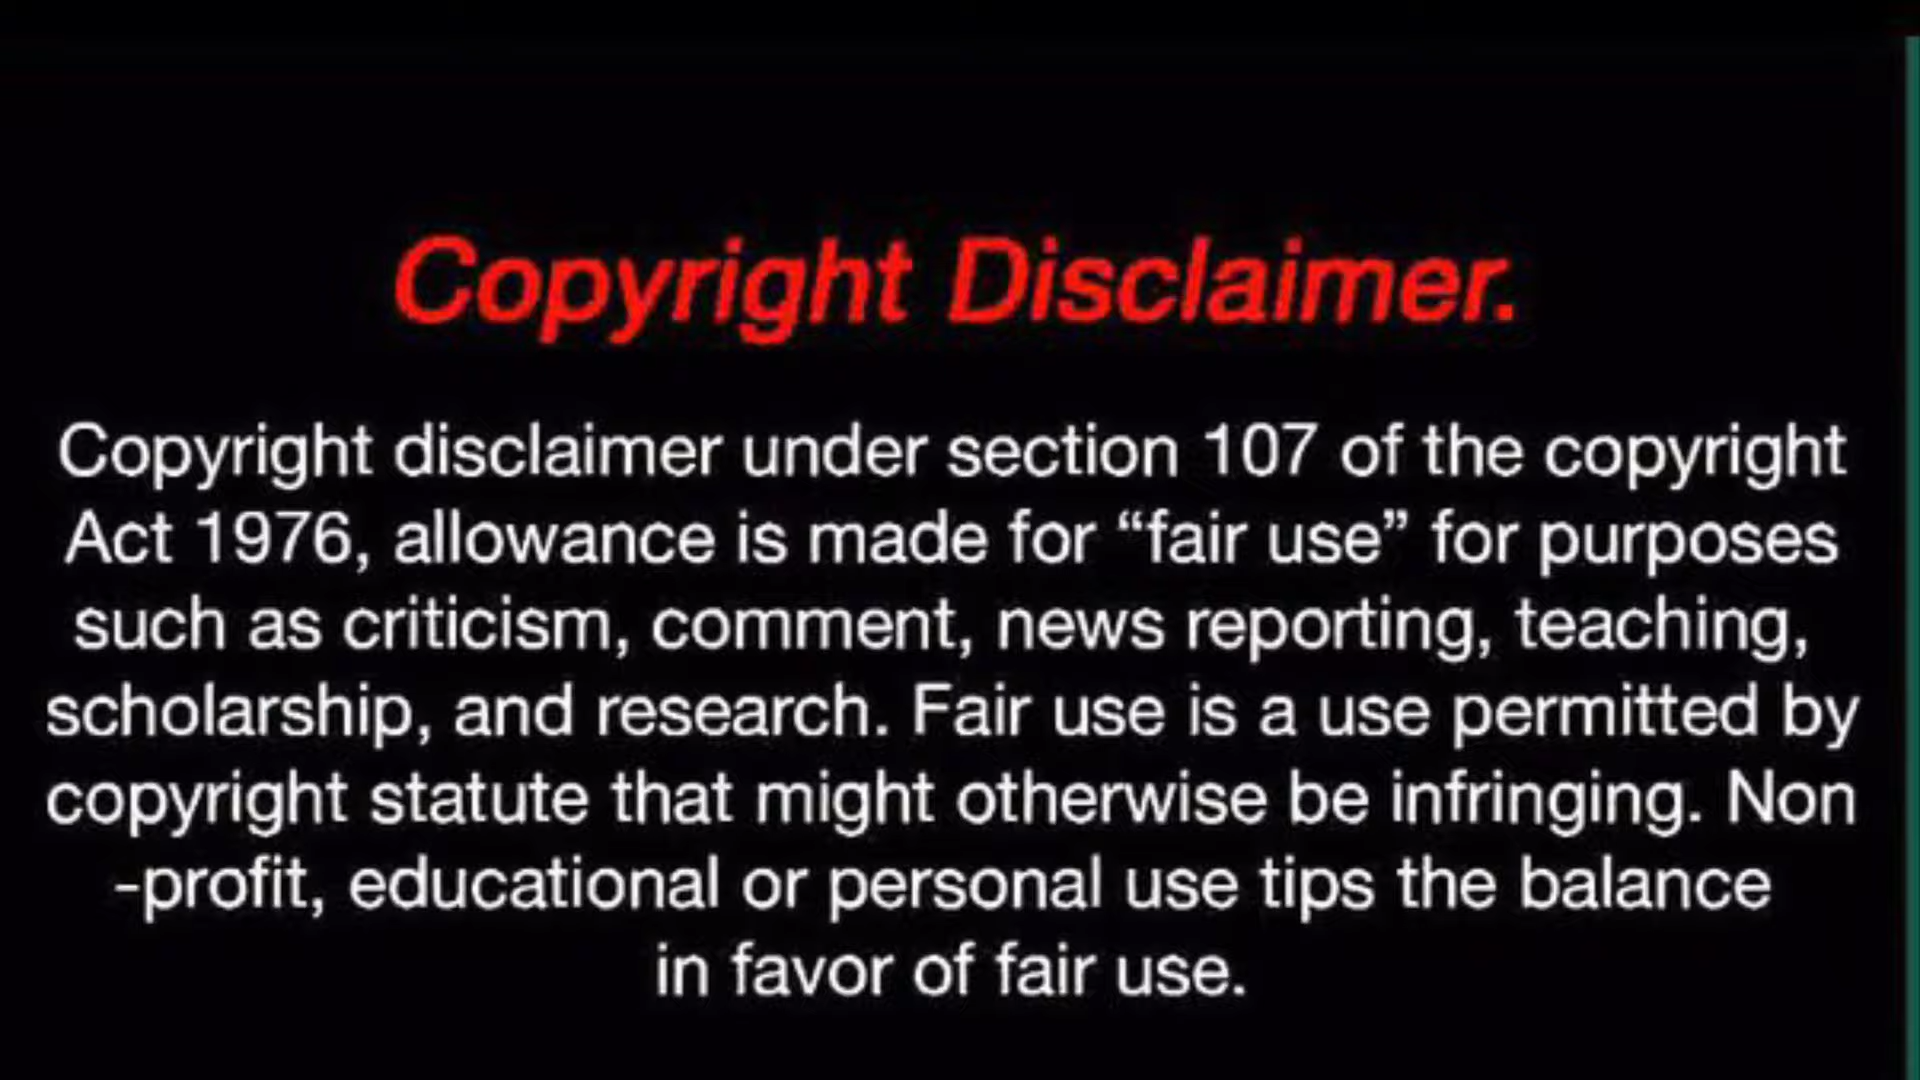 Copyright Disclaimer.
Copyright disclaimer under section 107 of the copyright
Act 1976, allowance is made for “fair use” for purposes
such as criticism, comment, news reporting, teaching,
scholarship, and research. Fair use is a use permitted by
copyright statute that might otherwise be infringing. Non
-profit, educational or personal use tips the balance
in favor of fair use.